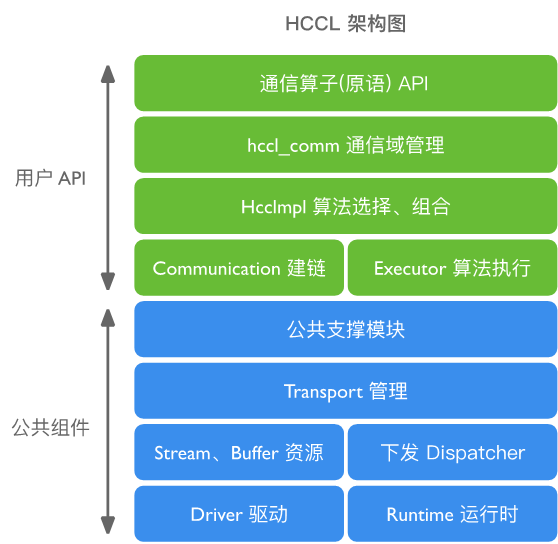 HCCL 架构图
用户 API
通信算子(原语) API
hccl_comm 通信域管理
HcclImpl 算法选择、组合
Communication 建链
Executor 算法执行
公共组件
公共支撑模块
Transport 管理
Stream、Buffer 资源
下发 Dispatcher
Driver 驱动
Runtime 运行时